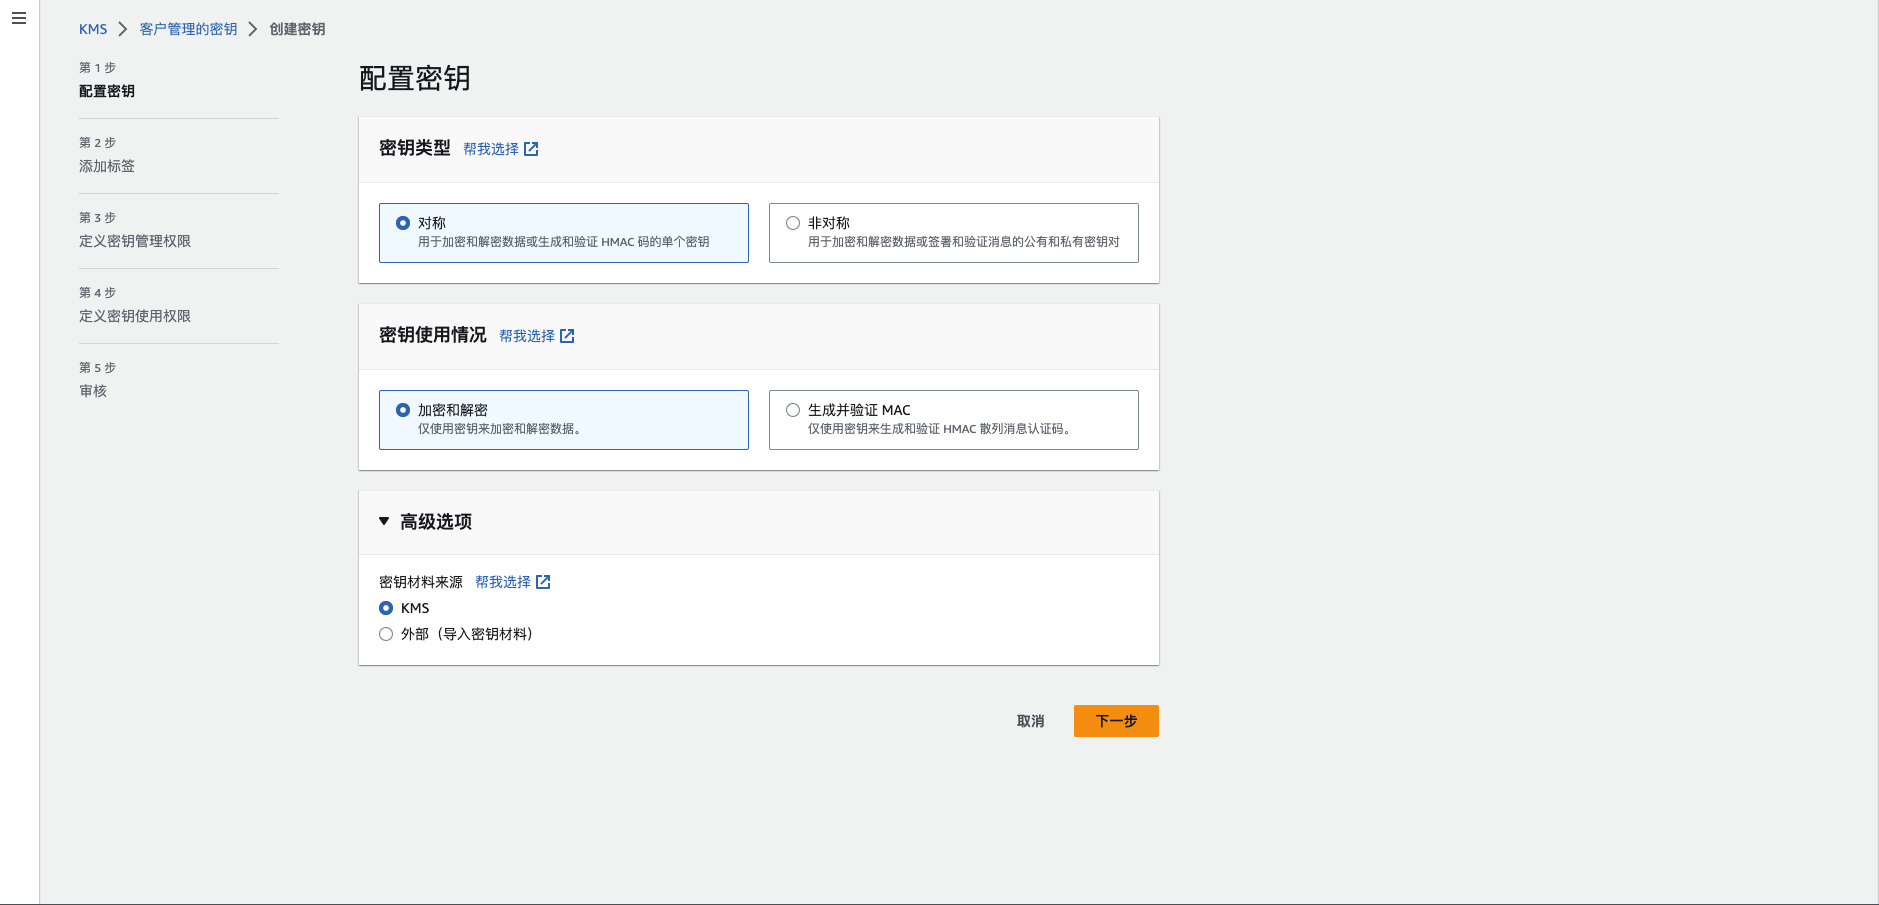 KMS 客户管理的密钥 创建密钥
第 1 步
配置密钥
第 2 步
添加标签
第 3 步
定义密钥管理权限
第 4 步
定义密钥使用权限
第 5 步
审核
配置密钥
密钥类型 帮我选择
对称
用于加密和解密数据或生成和验证 HMAC 码的单个密钥
非对称
用于加密和解密数据或签署和验证消息的公有和私有密钥对
密钥使用情况 帮我选择
加密和解密
仅使用密钥来加密和解密数据。
生成并验证 MAC
仅使用密钥来生成和验证 HMAC 散列消息认证码。
高级选项
密钥材料来源 帮我选择
KMS
外部（导入密钥材料）
取消 下一步